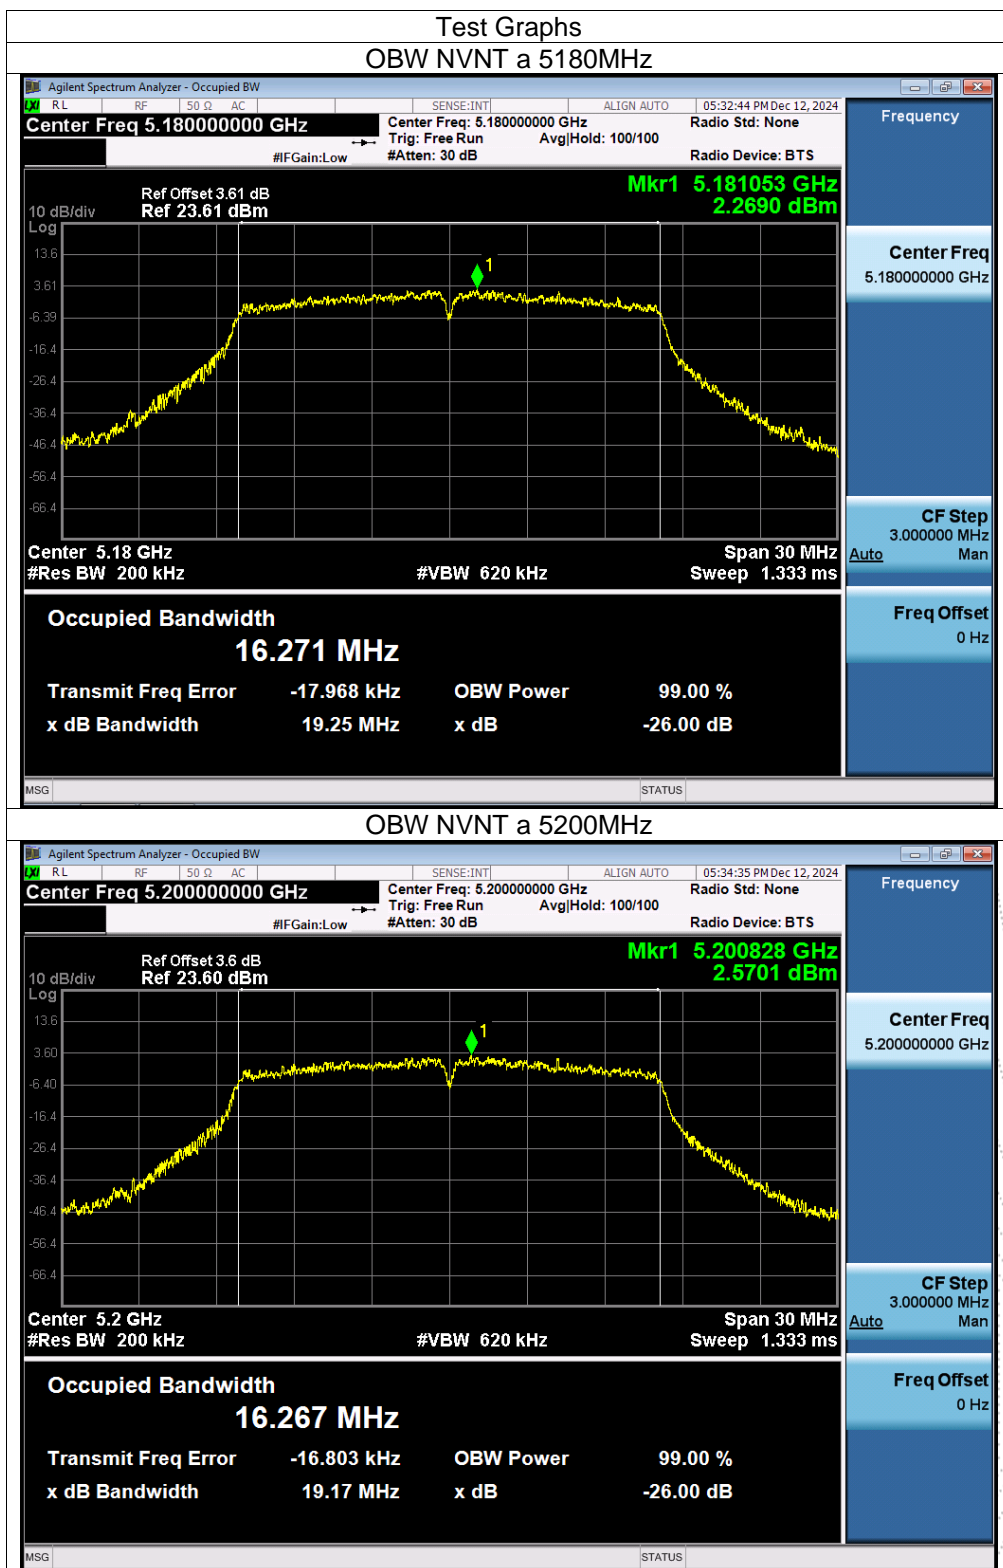 Test Graphs
OBW NVNT a 5180MHz
Agilent Spectrum Analyzer - Occupied BW
LXI RL RF 50 Ω AC SENSE:INT ALIGN AUTO 05:32:44 PM Dec 12, 2024
Center Freq 5.180000000 GHz Center Freq: 5.180000000 GHz Radio Std: None Frequency
Trig: Free Run Avg|Hold: 100/100
#IFGain:Low #Atten: 30 dB Radio Device: BTS
Mkr1 5.181053 GHz
2.2690 dBm
Ref Offset 3.61 dB
10 dB/div Ref 23.61 dBm
Log
13.6
3.61
-6.39
-16.4
-26.4
-36.4
-46.4
-56.4
-66.4
1
Center Freq
5.180000000 GHz
CF Step
3.000000 MHz
Auto Man
Center 5.18 GHz Span 30 MHz
#Res BW 200 kHz #VBW 620 kHz Sweep 1.333 ms
Freq Offset
0 Hz
Occupied Bandwidth
16.271 MHz
Transmit Freq Error -17.968 kHz OBW Power 99.00 %
x dB Bandwidth 19.25 MHz x dB -26.00 dB
MSG STATUS
OBW NVNT a 5200MHz
Agilent Spectrum Analyzer - Occupied BW
LXI RL RF 50 Ω AC SENSE:INT ALIGN AUTO 05:34:35 PM Dec 12, 2024
Center Freq 5.200000000 GHz Center Freq: 5.200000000 GHz Radio Std: None Frequency
Trig: Free Run Avg|Hold: 100/100
#IFGain:Low #Atten: 30 dB Radio Device: BTS
Mkr1 5.200828 GHz
2.5701 dBm
Ref Offset 3.6 dB
10 dB/div Ref 23.60 dBm
Log
13.6
3.60
-6.40
-16.4
-26.4
-36.4
-46.4
-56.4
-66.4
1
Center Freq
5.200000000 GHz
CF Step
3.000000 MHz
Auto Man
Center 5.2 GHz Span 30 MHz
#Res BW 200 kHz #VBW 620 kHz Sweep 1.333 ms
Freq Offset
0 Hz
Occupied Bandwidth
16.267 MHz
Transmit Freq Error -16.803 kHz OBW Power 99.00 %
x dB Bandwidth 19.17 MHz x dB -26.00 dB
MSG STATUS